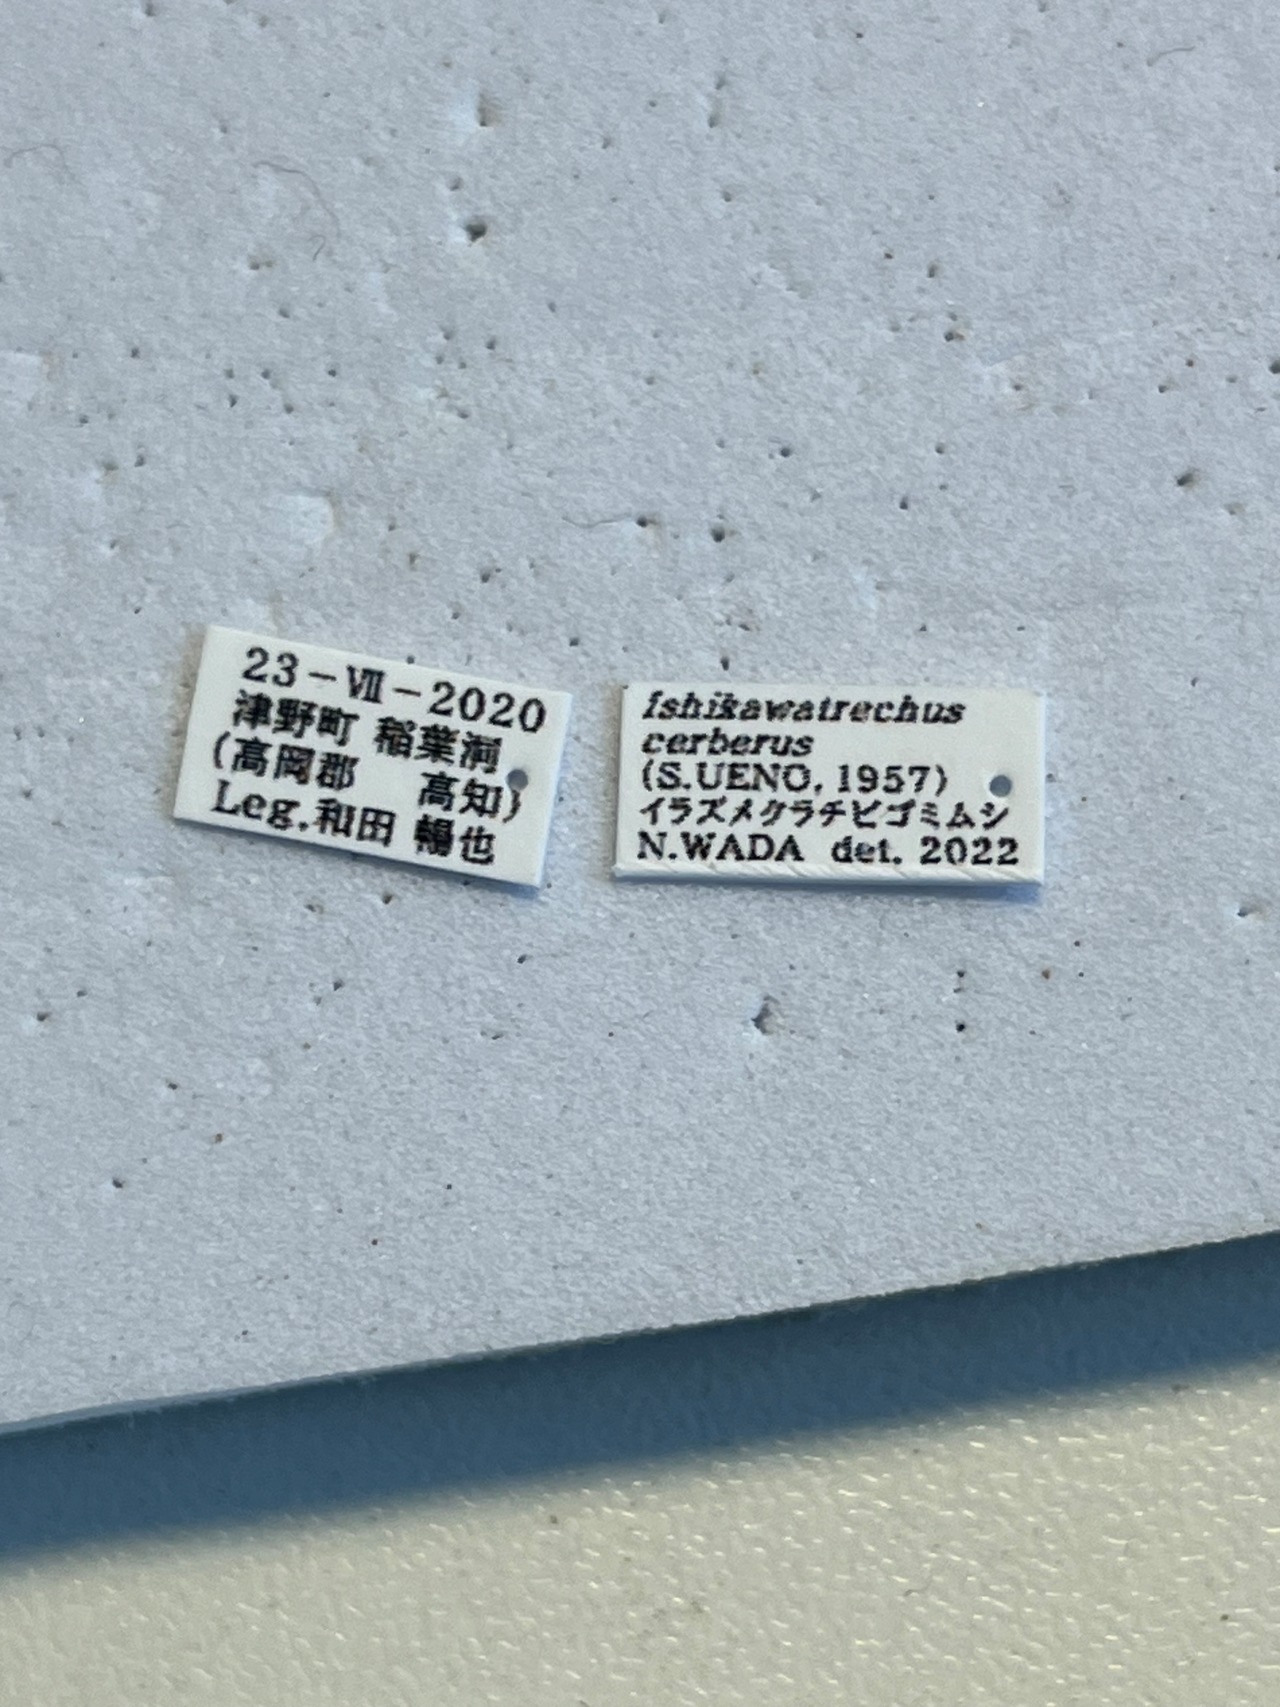 23-Ⅶ-2020
津野町 稲葉洞
(高岡郡 高知)
Leg.和田 暢也
Ishikawatrechus
cerberus
(S.UENO, 1957)
イラズメクラチビゴミムシ
N.WADA det. 2022